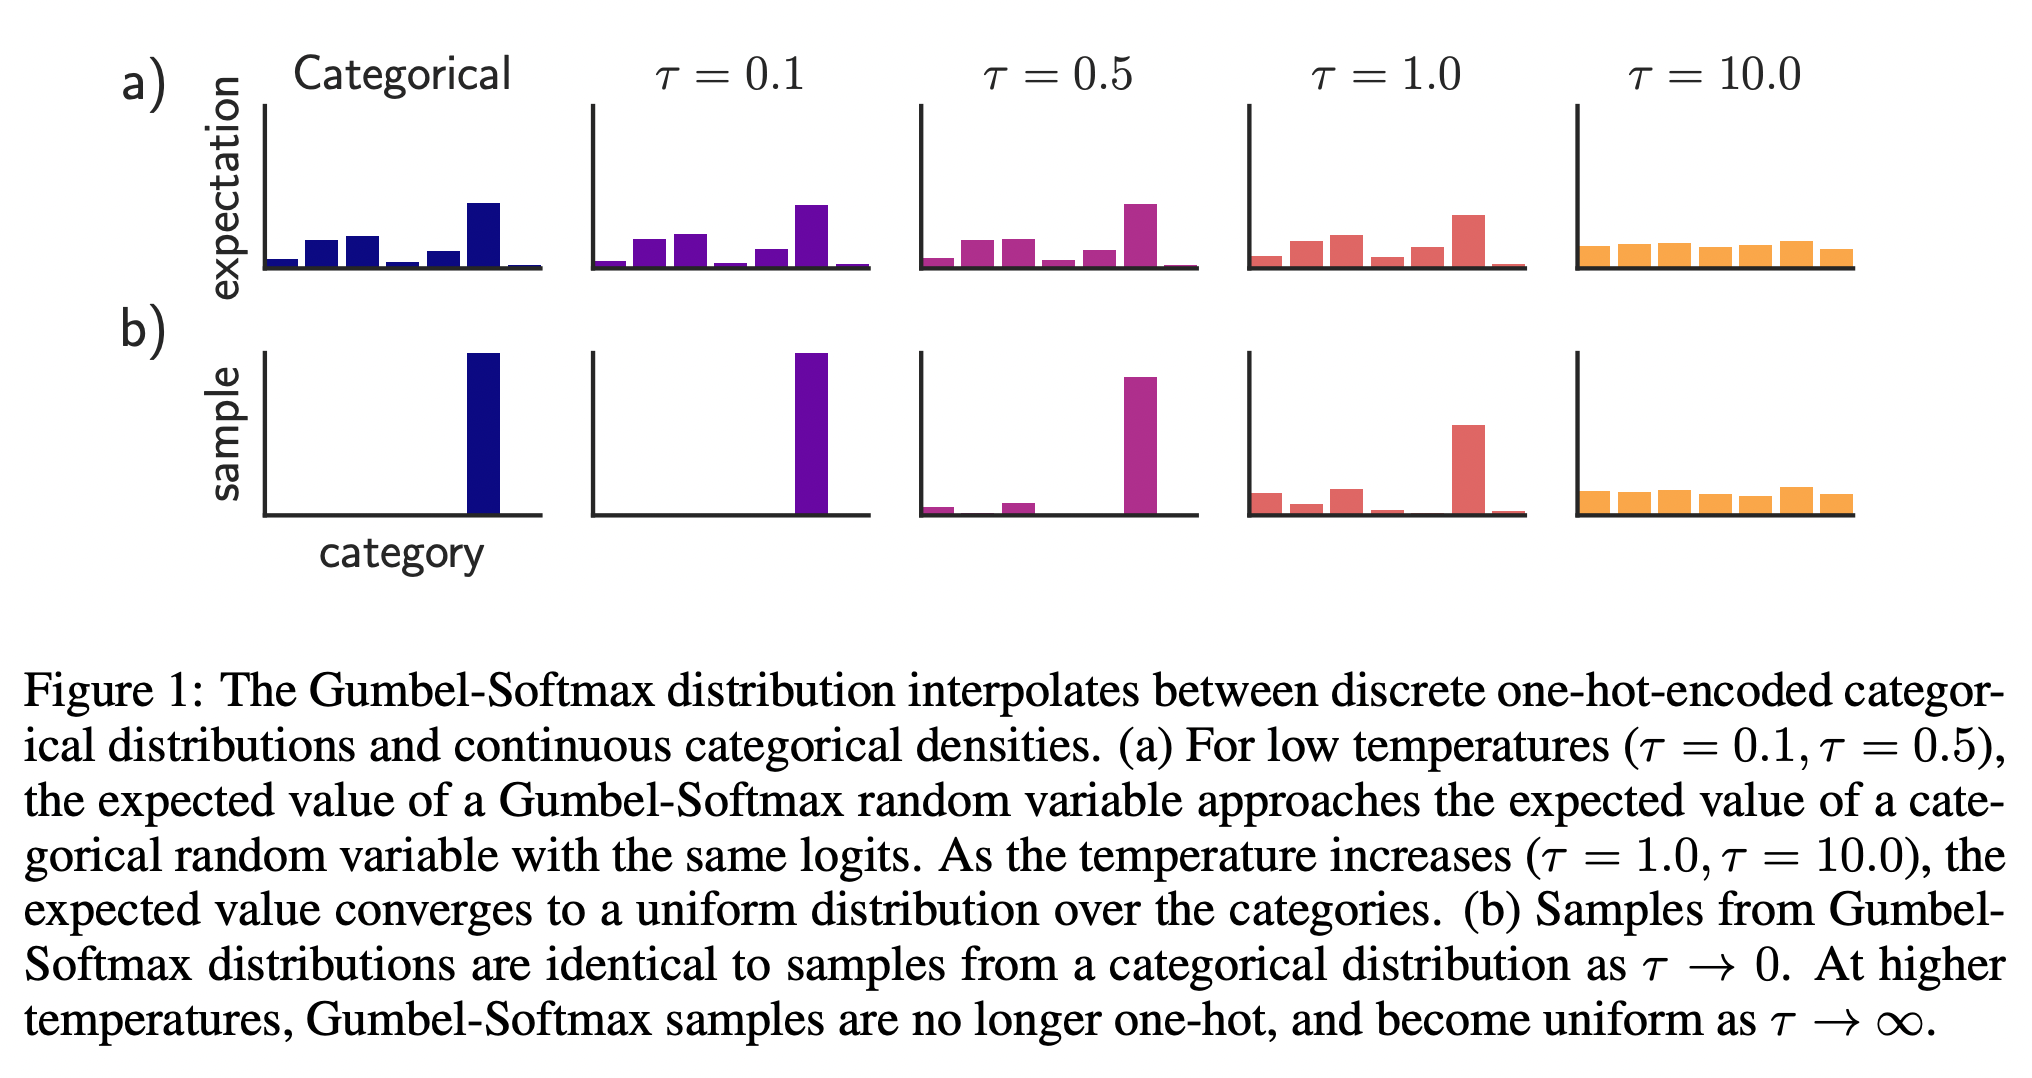 a)
Categorical
τ = 0.1
τ = 0.5
τ = 1.0
τ = 10.0
expectation
b)
sample
category
Figure 1: The Gumbel-Softmax distribution interpolates between discrete one-hot-encoded categor-
ical distributions and continuous categorical densities. (a) For low temperatures (τ = 0.1, τ = 0.5),
the expected value of a Gumbel-Softmax random variable approaches the expected value of a cate-
gorical random variable with the same logits. As the temperature increases (τ = 1.0, τ = 10.0), the
expected value converges to a uniform distribution over the categories. (b) Samples from Gumbel-
Softmax distributions are identical to samples from a categorical distribution as τ → 0. At higher
temperatures, Gumbel-Softmax samples are no longer one-hot, and become uniform as τ → ∞.